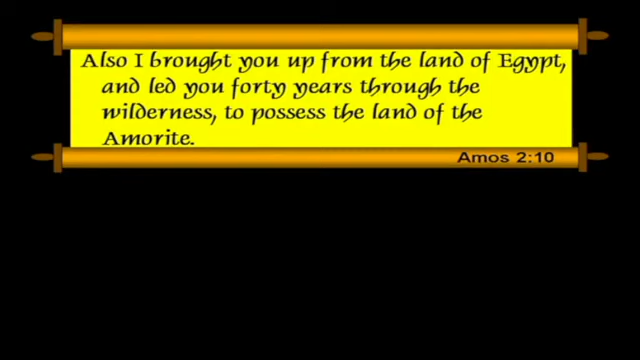 Also I brought you up from the land of Egypt,
and led you forty years through the
wilderness, to possess the land of the
Amorite.
Amos 2:10